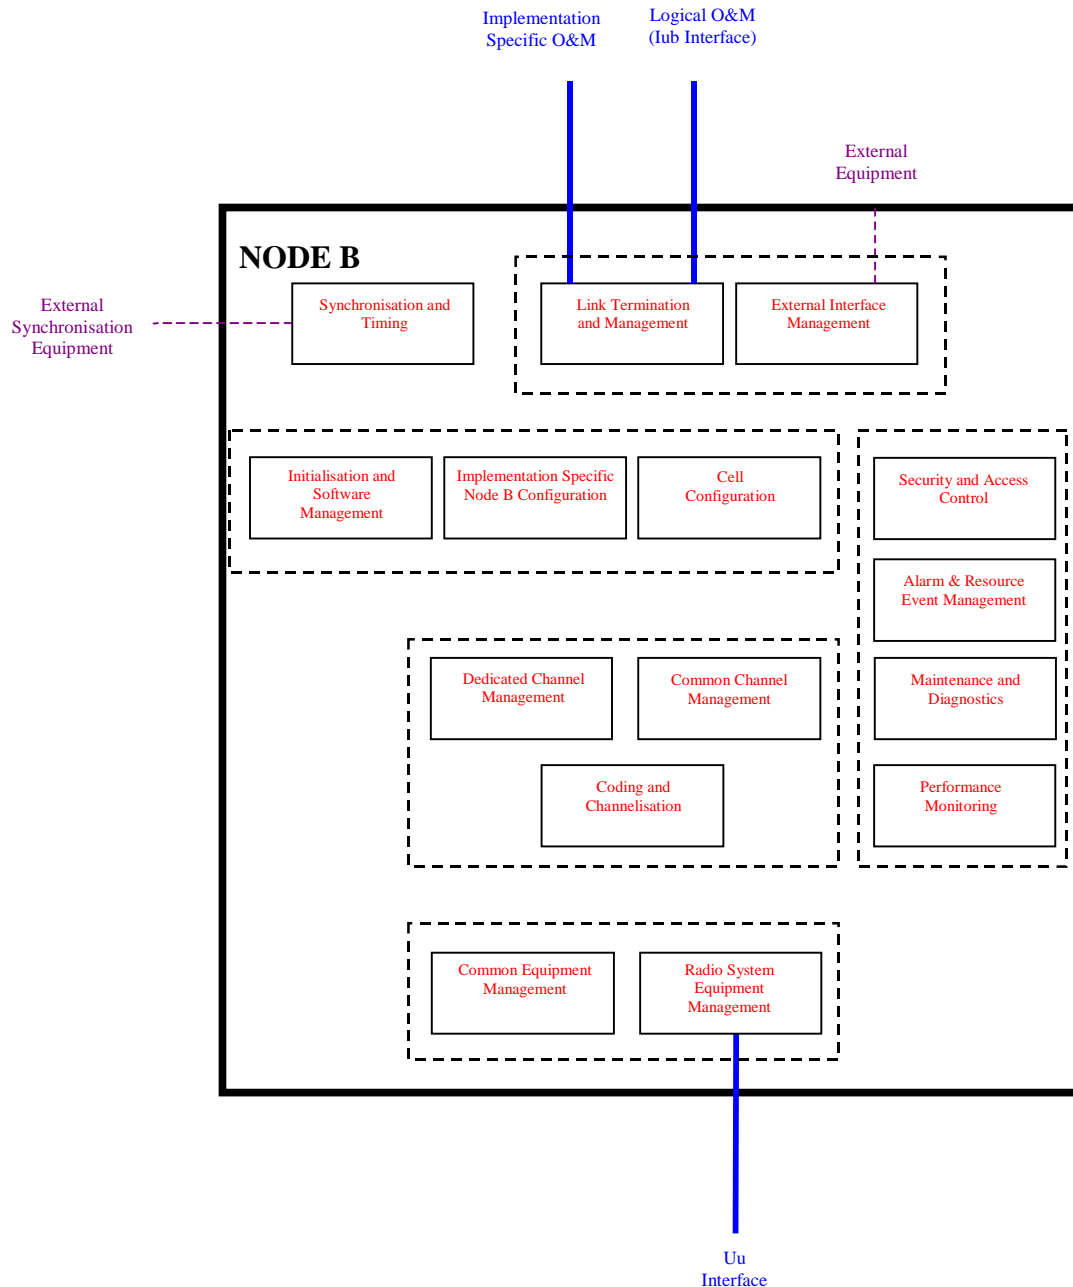 Implementation
Specific O&M
Logical O&M
(Iub Interface)
External
Equipment
NODE B
External
Synchronisation
Equipment
Synchronisation and
Timing
Link Termination
and Management
External Interface
Management
Initialisation and
Software
Management
Implementation Specific
Node B Configuration
Cell
Configuration
Security and Access
Control
Alarm & Resource
Event Management
Dedicated Channel
Management
Common Channel
Management
Maintenance and
Diagnostics
Coding and
Channelisation
Performance
Monitoring
Common Equipment
Management
Radio System
Equipment
Management
Uu
Interface